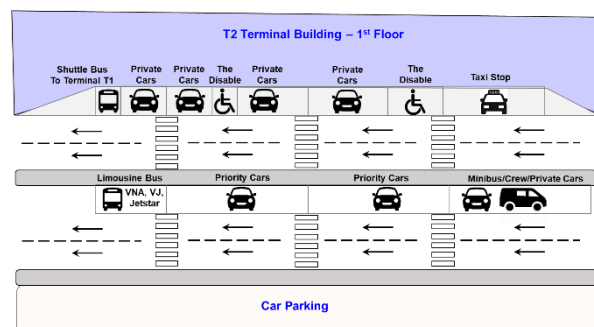 T2 Terminal Building – 1st Floor
Shuttle Bus
To Terminal T1
Private
Cars
Private
Cars
The
Disable
Private
Cars
Private
Cars
The
Disable
Taxi Stop
TAXI
Limousine Bus
VNA, VJ,
Jetstar
Priority Cars
Priority Cars
Minibus/Crew/Private Cars
Car Parking